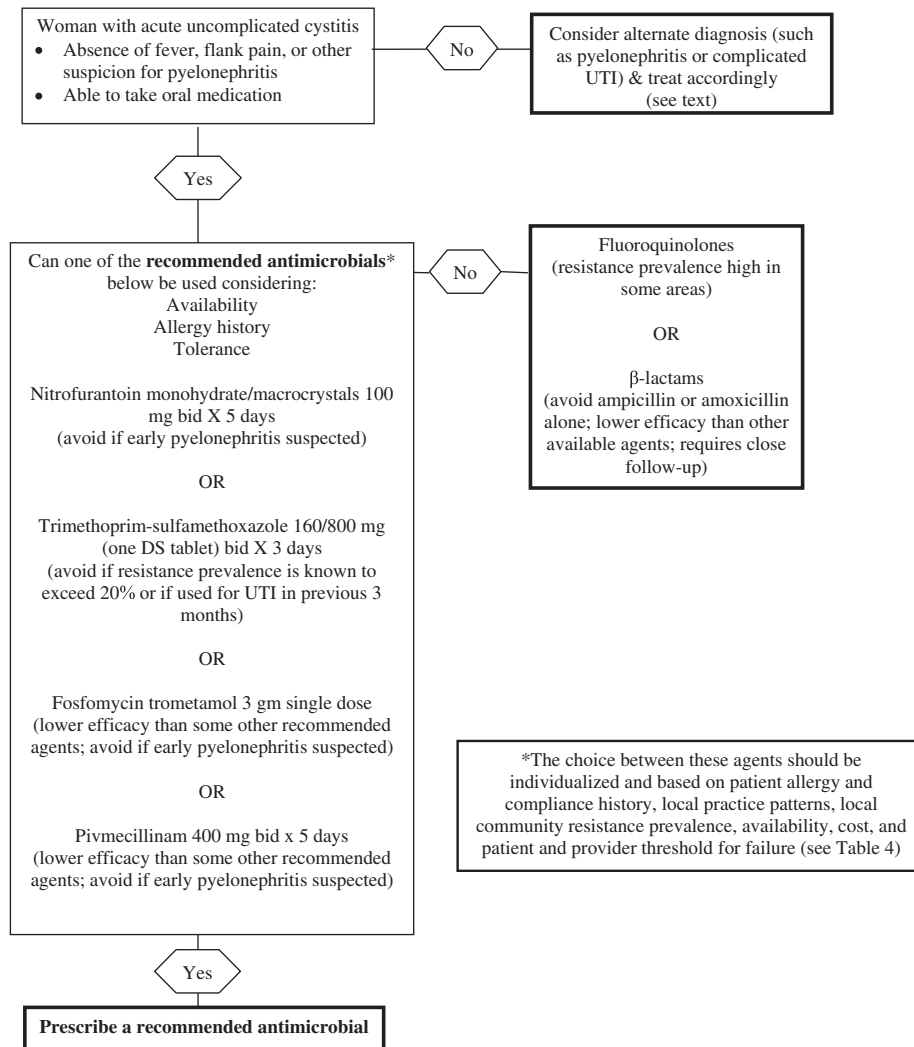 Woman with acute uncomplicated cystitis
• Absence of fever, flank pain, or other
suspicion for pyelonephritis
• Able to take oral medication
No
Consider alternate diagnosis (such
as pyelonephritis or complicated
UTI) & treat accordingly
(see text)
Yes
Can one of the recommended antimicrobials*
below be used considering:
Availability
Allergy history
Tolerance
Nitrofurantoin monohydrate/macrocrystals 100
mg bid X 5 days
(avoid if early pyelonephritis suspected)
OR
Trimethoprim-sulfamethoxazole 160/800 mg
(one DS tablet) bid X 3 days
(avoid if resistance prevalence is known to
exceed 20% or if used for UTI in previous 3
months)
OR
Fosfomycin trometamol 3 gm single dose
(lower efficacy than some other recommended
agents; avoid if early pyelonephritis suspected)
OR
Pivmecillinam 400 mg bid x 5 days
(lower efficacy than some other recommended
agents; avoid if early pyelonephritis suspected)
No
Fluoroquinolones
(resistance prevalence high in
some areas)
OR
β-lactams
(avoid ampicillin or amoxicillin
alone; lower efficacy than other
available agents; requires close
follow-up)
*The choice between these agents should be
individualized and based on patient allergy and
compliance history, local practice patterns, local
community resistance prevalence, availability, cost, and
patient and provider threshold for failure (see Table 4)
Yes
Prescribe a recommended antimicrobial